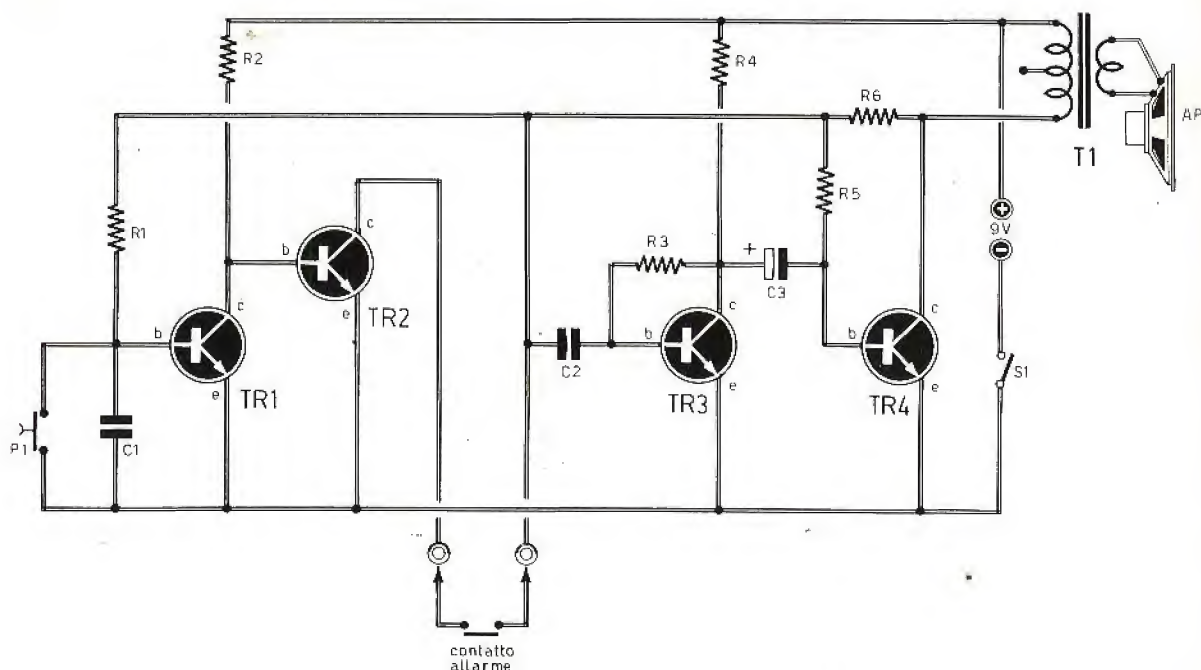 R2
R4
R6
AP
T1
R1
R5
+
9V
-
b
c
R3
+
C3
TR2
e
b
c
TR1
e
C2
b
c
TR3
e
b
c
TR4
e
S1
P1
C1
contatto
allarme